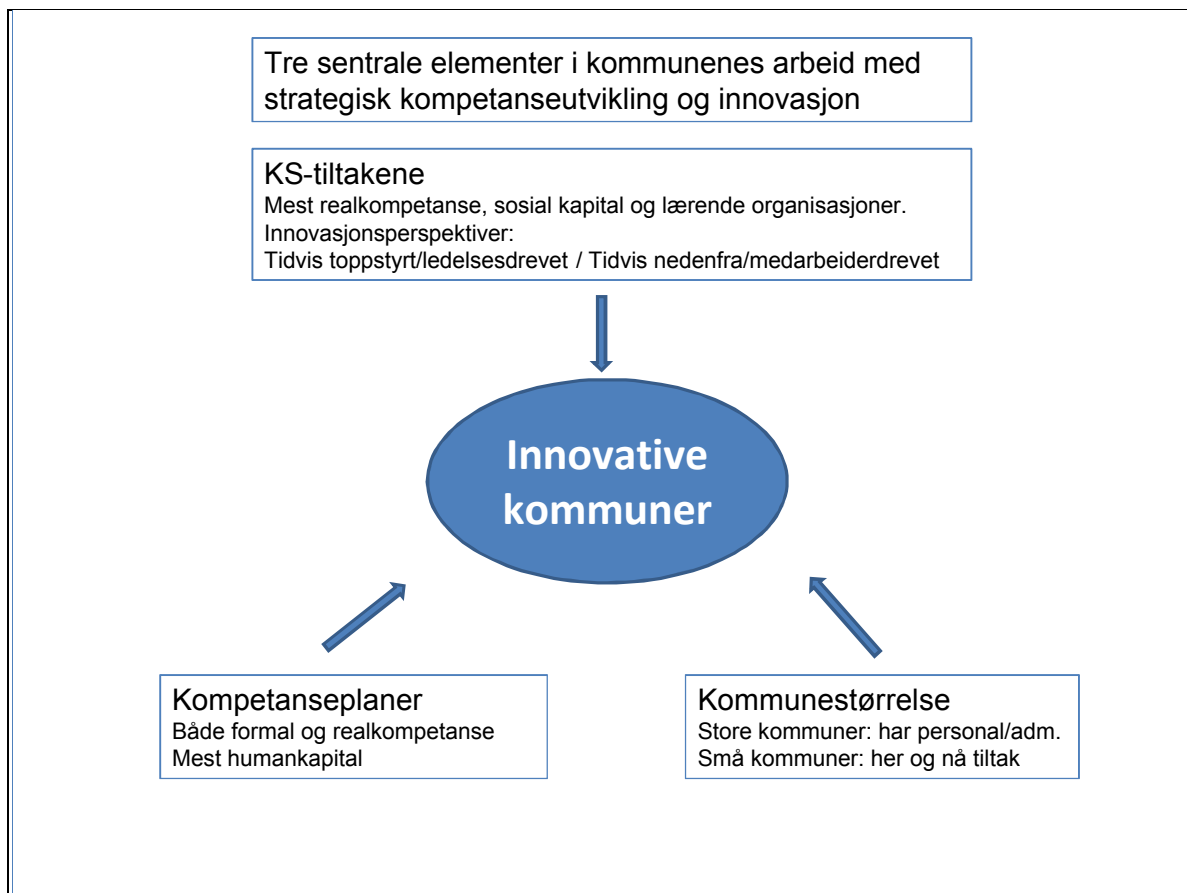 Tre sentrale elementer i kommunenes arbeid med
strategisk kompetanseutvikling og innovasjon
KS-tiltakene
Mest realkompetanse, sosial kapital og lærende organisasjoner.
Innovasjonsperspektiver:
Tidvis toppstyrt/ledelsesdrevet / Tidvis nedenfra/medarbeiderdrevet
Innovative
kommuner
Kompetanseplaner
Både formal og realkompetanse
Mest humankapital
Kommunestørrelse
Store kommuner: har personal/adm.
Små kommuner: her og nå tiltak